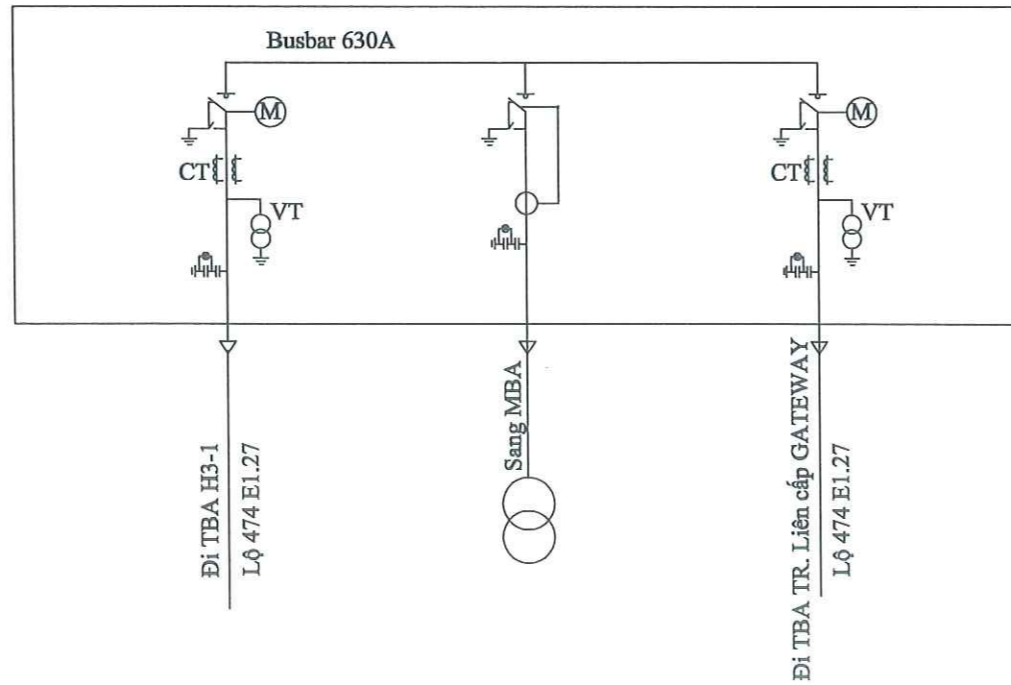 Busbar 630A
M
M
CT
CT
VT
VT
Đi TBA H3-1
Lộ 474 E1.27
Sang MBA
Đi TBA TR. Liên cấp GATEWAY
Lộ 474 E1.27